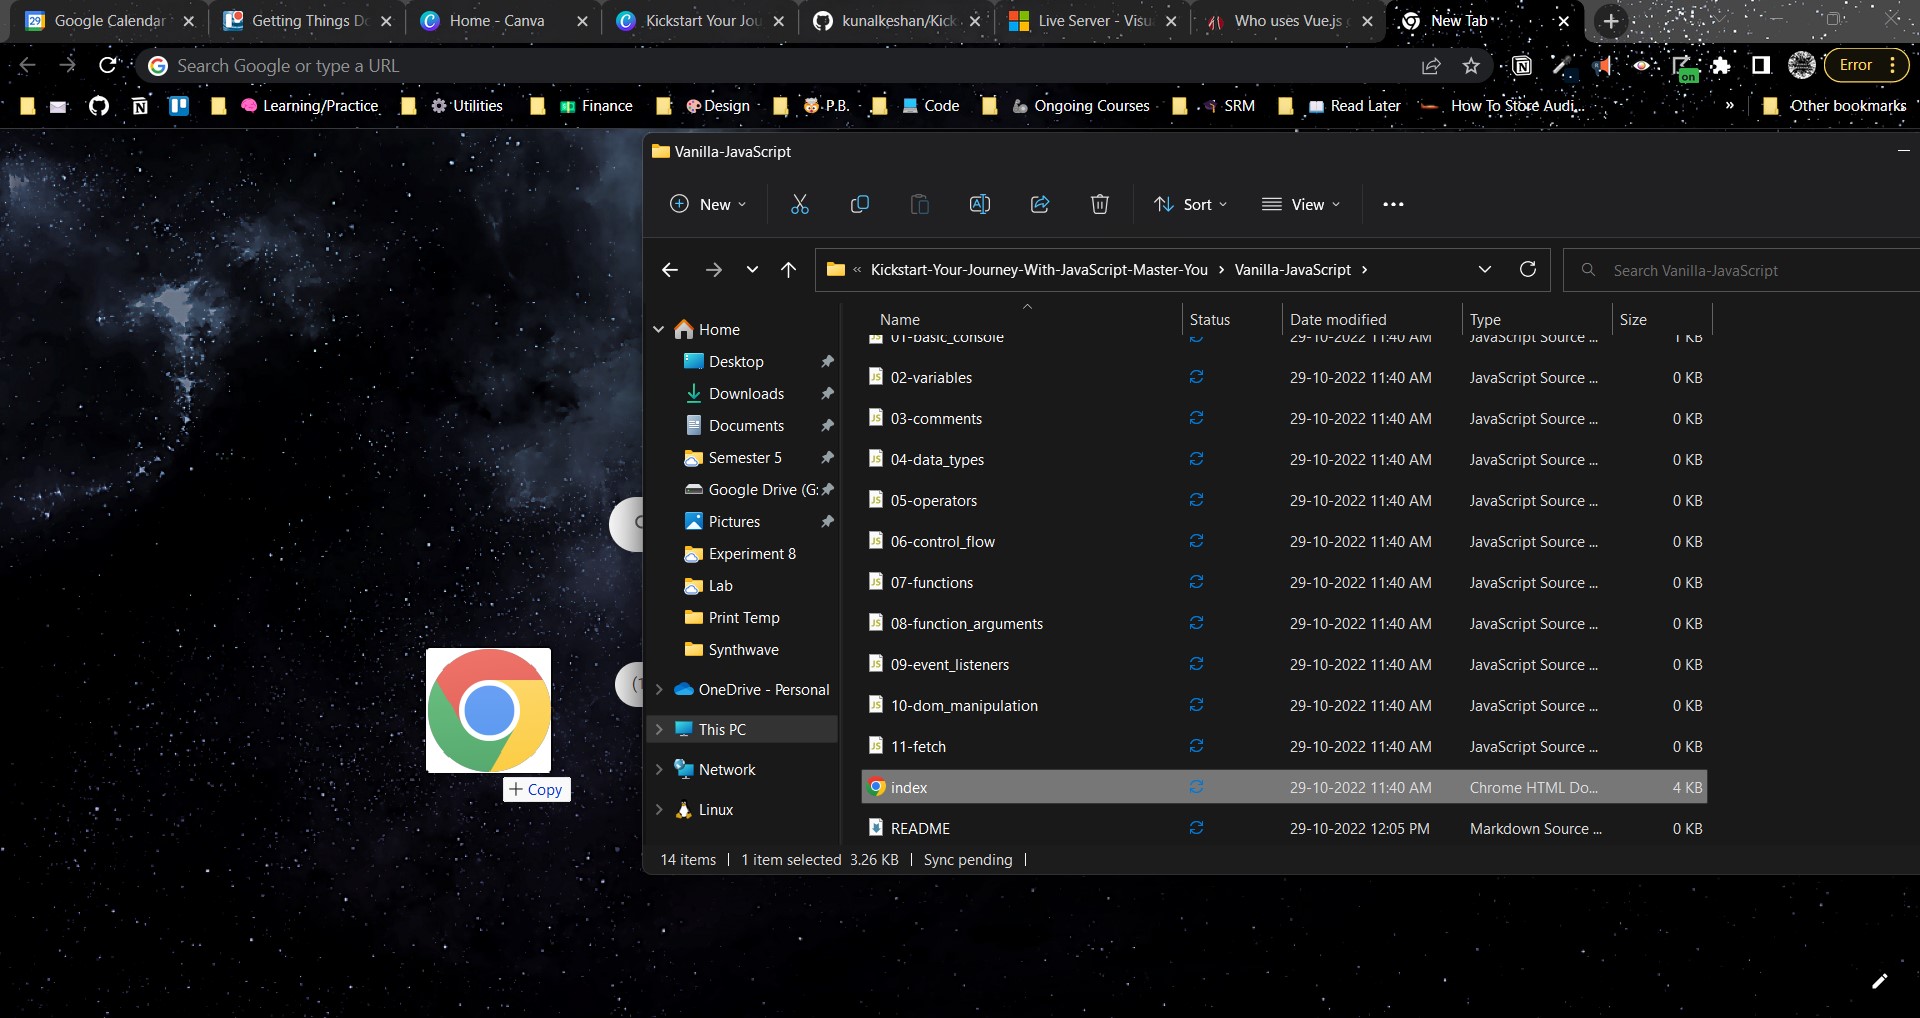 Google Calendar
Getting Things Do
Home - Canva
Kickstart Your Jou
kunalkeshan/Kick
Live Server - Visu
Who uses Vue.js
New Tab
Search Google or type a URL
on
Error
Learning/Practice
Utilities
Finance
Design
P.B.
Code
Ongoing Courses
SRM
Read Later
How To Store Audi...
»
Other bookmarks
Vanilla-JavaScript
New
Sort
View
« Kickstart-Your-Journey-With-JavaScript-Master-You › Vanilla-JavaScript ›
Search Vanilla-JavaScript
Home
Desktop
Downloads
Documents
Semester 5
Google Drive (G:
Pictures
Experiment 8
Lab
Print Temp
Synthwave
OneDrive - Personal
This PC
Network
Linux
Name Status Date modified Type Size
01-basic_console 29-10-2022 11:40 AM JavaScript Source ... 1 KB
02-variables 29-10-2022 11:40 AM JavaScript Source ... 0 KB
03-comments 29-10-2022 11:40 AM JavaScript Source ... 0 KB
04-data_types 29-10-2022 11:40 AM JavaScript Source ... 0 KB
05-operators 29-10-2022 11:40 AM JavaScript Source ... 0 KB
06-control_flow 29-10-2022 11:40 AM JavaScript Source ... 0 KB
07-functions 29-10-2022 11:40 AM JavaScript Source ... 0 KB
08-function_arguments 29-10-2022 11:40 AM JavaScript Source ... 0 KB
09-event_listeners 29-10-2022 11:40 AM JavaScript Source ... 0 KB
10-dom_manipulation 29-10-2022 11:40 AM JavaScript Source ... 0 KB
11-fetch 29-10-2022 11:40 AM JavaScript Source ... 0 KB
index 29-10-2022 11:40 AM Chrome HTML Do... 4 KB
README 29-10-2022 12:05 PM Markdown Source ... 0 KB
+ Copy
14 items | 1 item selected 3.26 KB | Sync pending |